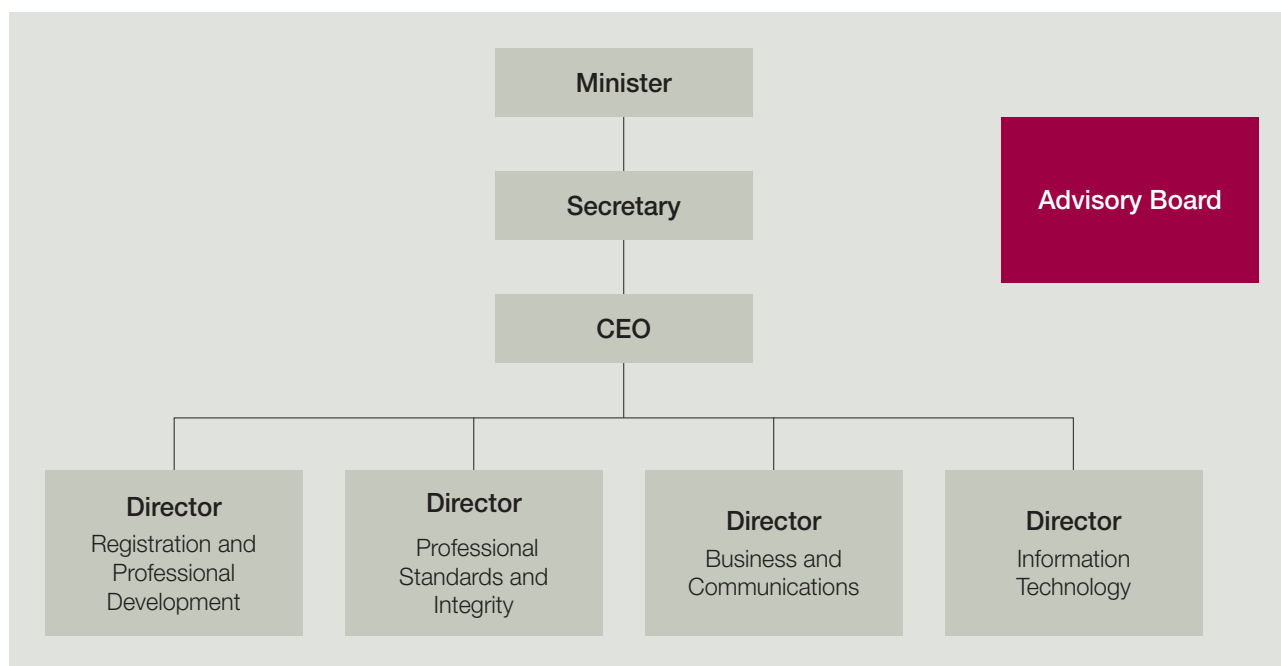 Minister
Advisory Board
Secretary
CEO
Director
Registration and
Professional
Development
Director
Professional
Standards and
Integrity
Director
Business and
Communications
Director
Information
Technology